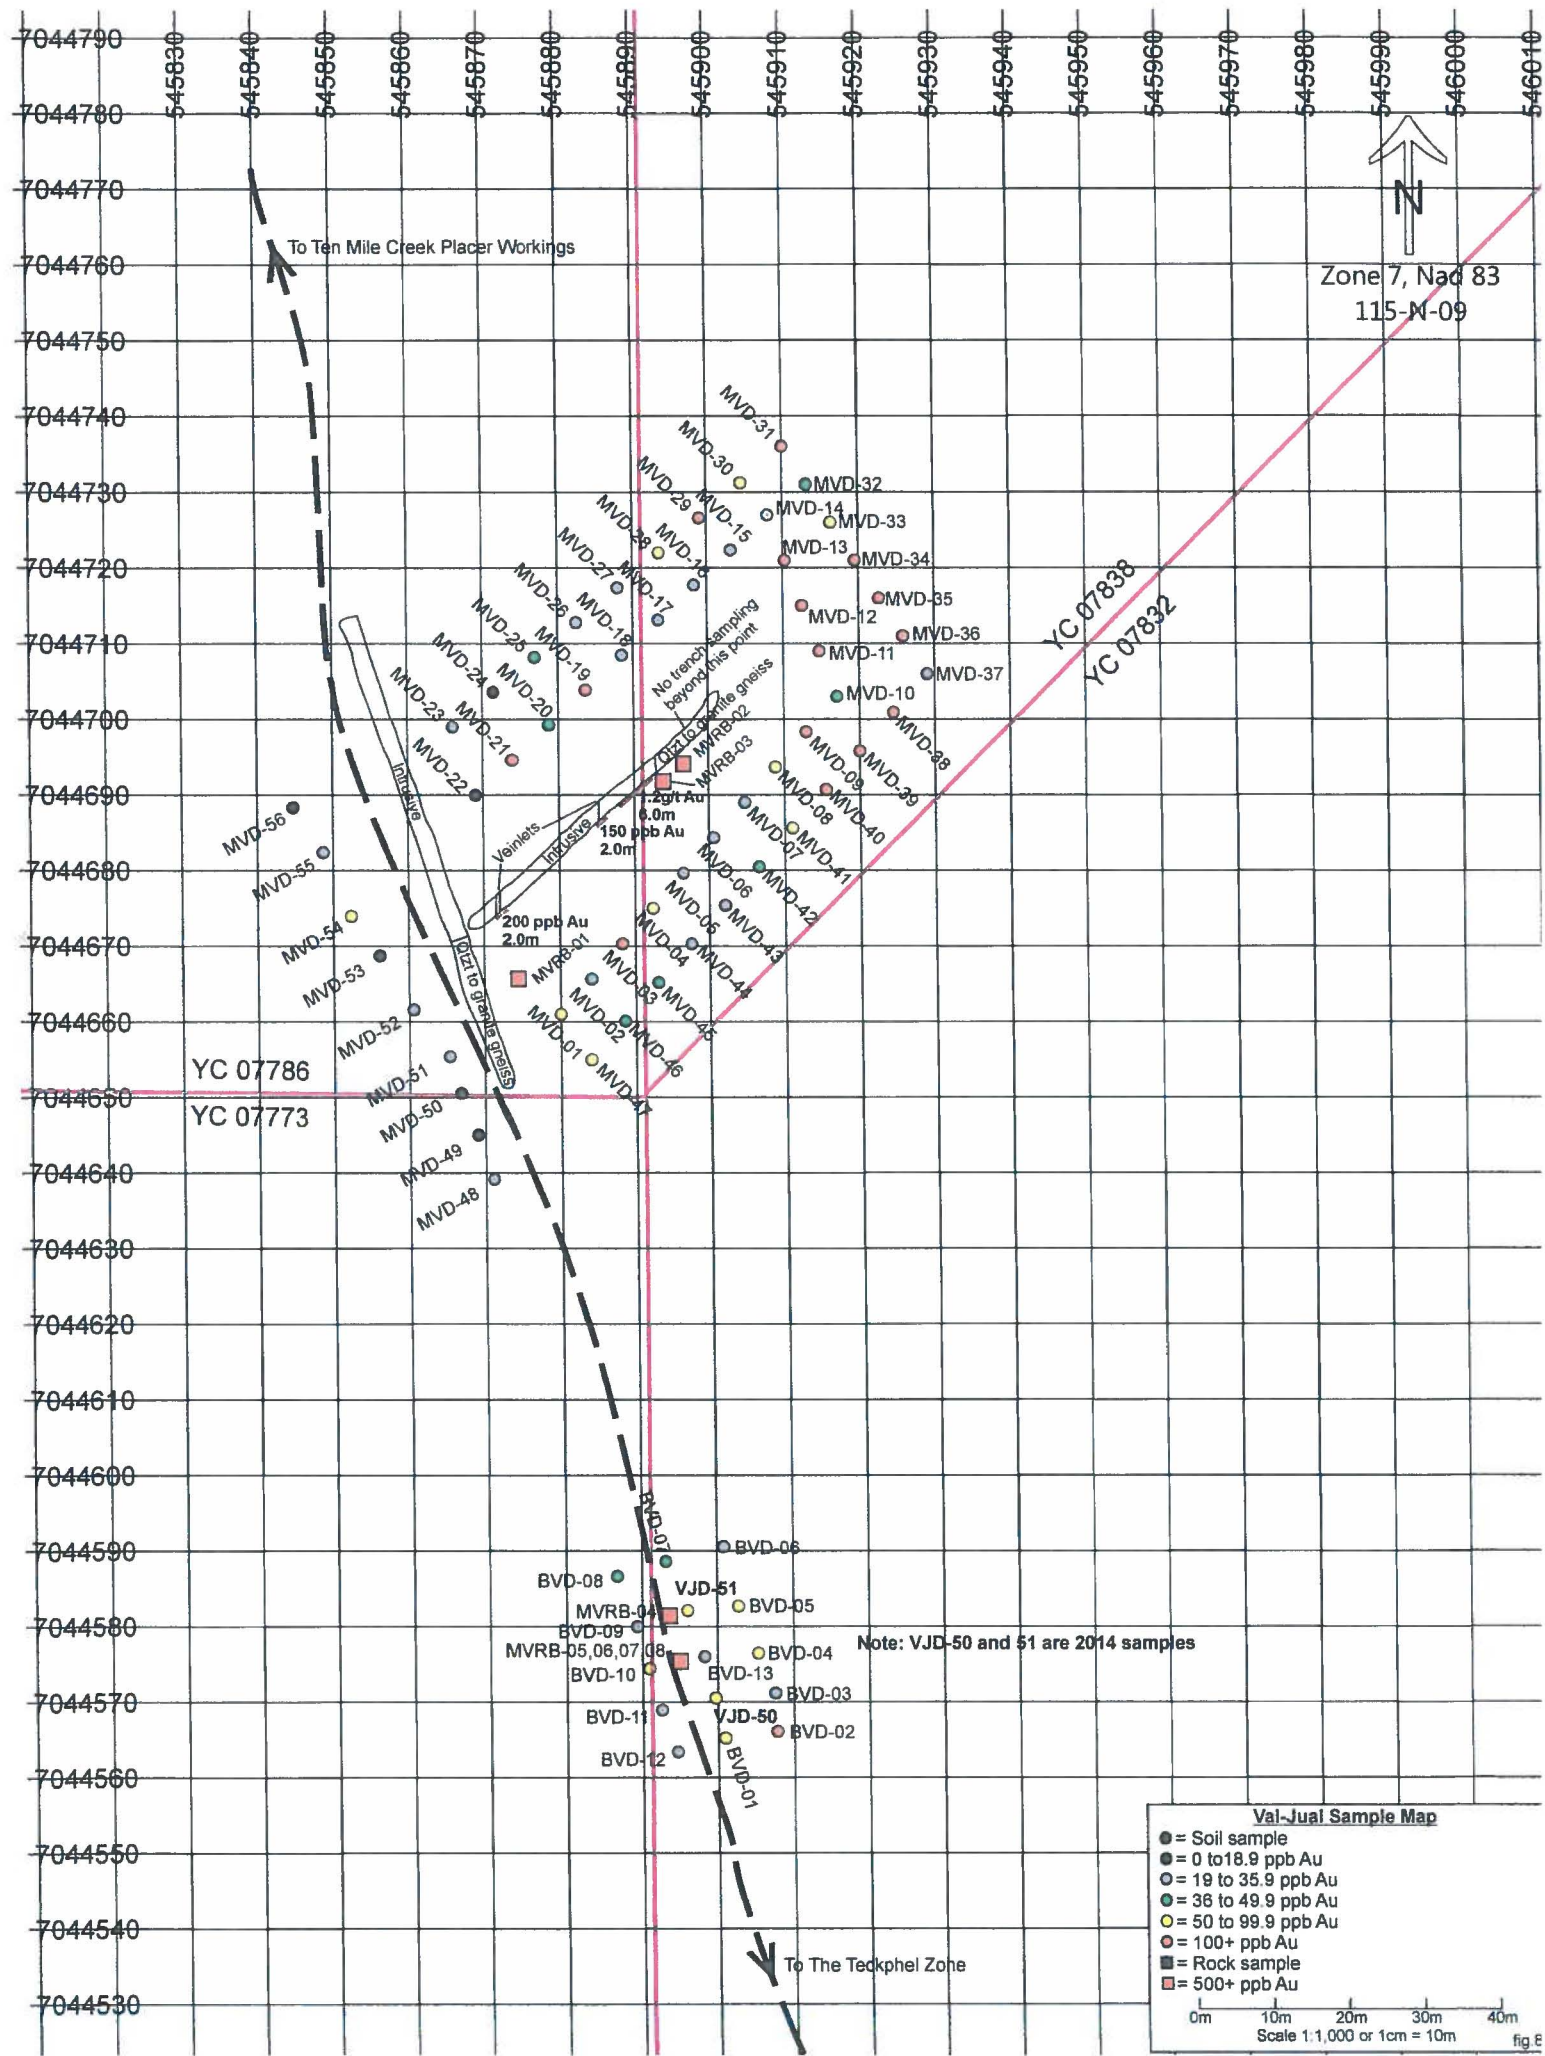 545830
545840
545850
545860
545870
545880
545890
545900
545910
545920
545930
545940
545950
545960
545970
545980
545990
546000
546010
7044790
7044780
7044770
7044760
7044750
7044740
7044730
7044720
7044710
7044700
7044690
7044680
7044670
7044660
7044650
7044640
7044630
7044620
7044610
7044600
7044590
7044580
7044570
7044560
7044550
7044540
7044530
N
Zone 7, Nad 83
115-N-09
To Ten Mile Creek Placer Workings
MVD-31
MVD-30
MVD-29
MVD-32
MVD-14
MVD-15
MVD-33
MVD-28
MVD-16
MVD-13
MVD-34
MVD-27
MVD-17
MVD-35
MVD-26
MVD-18
MVD-12
MVD-36
MVD-25
MVD-19
MVD-11
MVD-37
MVD-24
MVD-20
MVD-10
MVD-23
MVD-21
MVD-38
MVD-22
MVD-09
MVD-39
MVD-08
MVD-40
MVD-07
MVD-41
MVD-06
MVD-42
MVD-05
MVD-43
MVD-04
MVD-44
MVD-03
MVD-45
MVD-02
MVD-46
MVD-01
MVD-47
No trench sampling
beyond this point
Qtzt to granite gneiss
MVRB-02
MVRB-03
1.2g/t Au
6.0m
150 ppb Au
2.0m
Veinlets
Intrusive
200 ppb Au
2.0m
MVRB-01
Intrusive
Qtzt to granite gneiss
YC 07838
YC 07832
MVD-56
MVD-55
MVD-54
MVD-53
MVD-52
MVD-51
MVD-50
MVD-49
MVD-48
YC 07786
YC 07773
BVD-07
BVD-06
BVD-08
VJD-51
MVRB-04
BVD-05
BVD-09
MVRB-05,06,07,08
BVD-04
Note: VJD-50 and 51 are 2014 samples
BVD-10
BVD-13
BVD-03
BVD-11
VJD-50
BVD-02
BVD-12
BVD-01
To The Teckphel Zone
Val-Jual Sample Map
= Soil sample
= 0 to18.9 ppb Au
= 19 to 35.9 ppb Au
= 36 to 49.9 ppb Au
= 50 to 99.9 ppb Au
= 100+ ppb Au
= Rock sample
= 500+ ppb Au
0m 10m 20m 30m 40m
Scale 1:1,000 or 1cm = 10m
fig.8